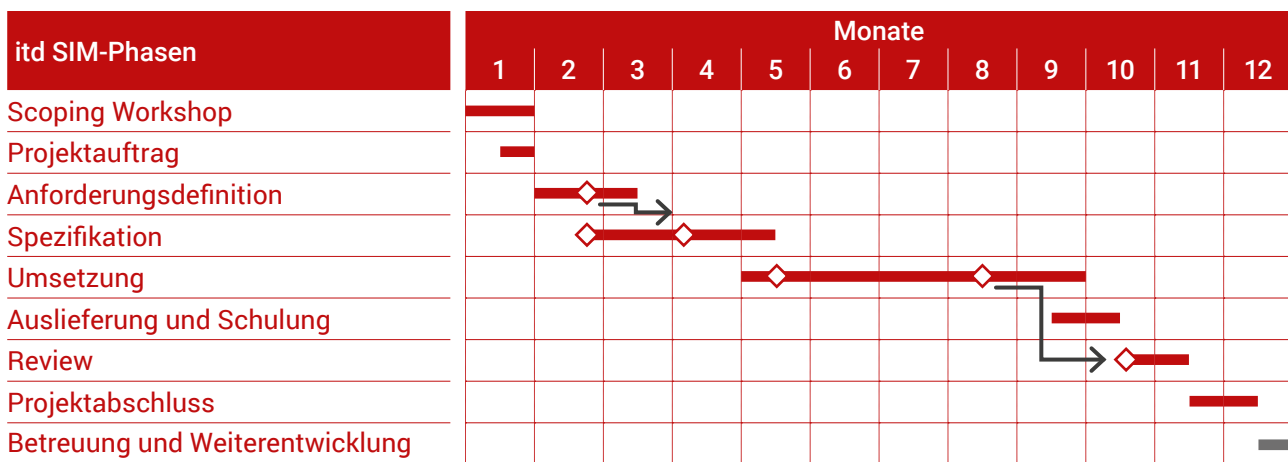 itd SIM-Phasen
Monate
1 2 3 4 5 6 7 8 9 10 11 12
Scoping Workshop
Projektauftrag
Anforderungsdefinition
Spezifikation
Umsetzung
Auslieferung und Schulung
Review
Projektabschluss
Betreuung und Weiterentwicklung